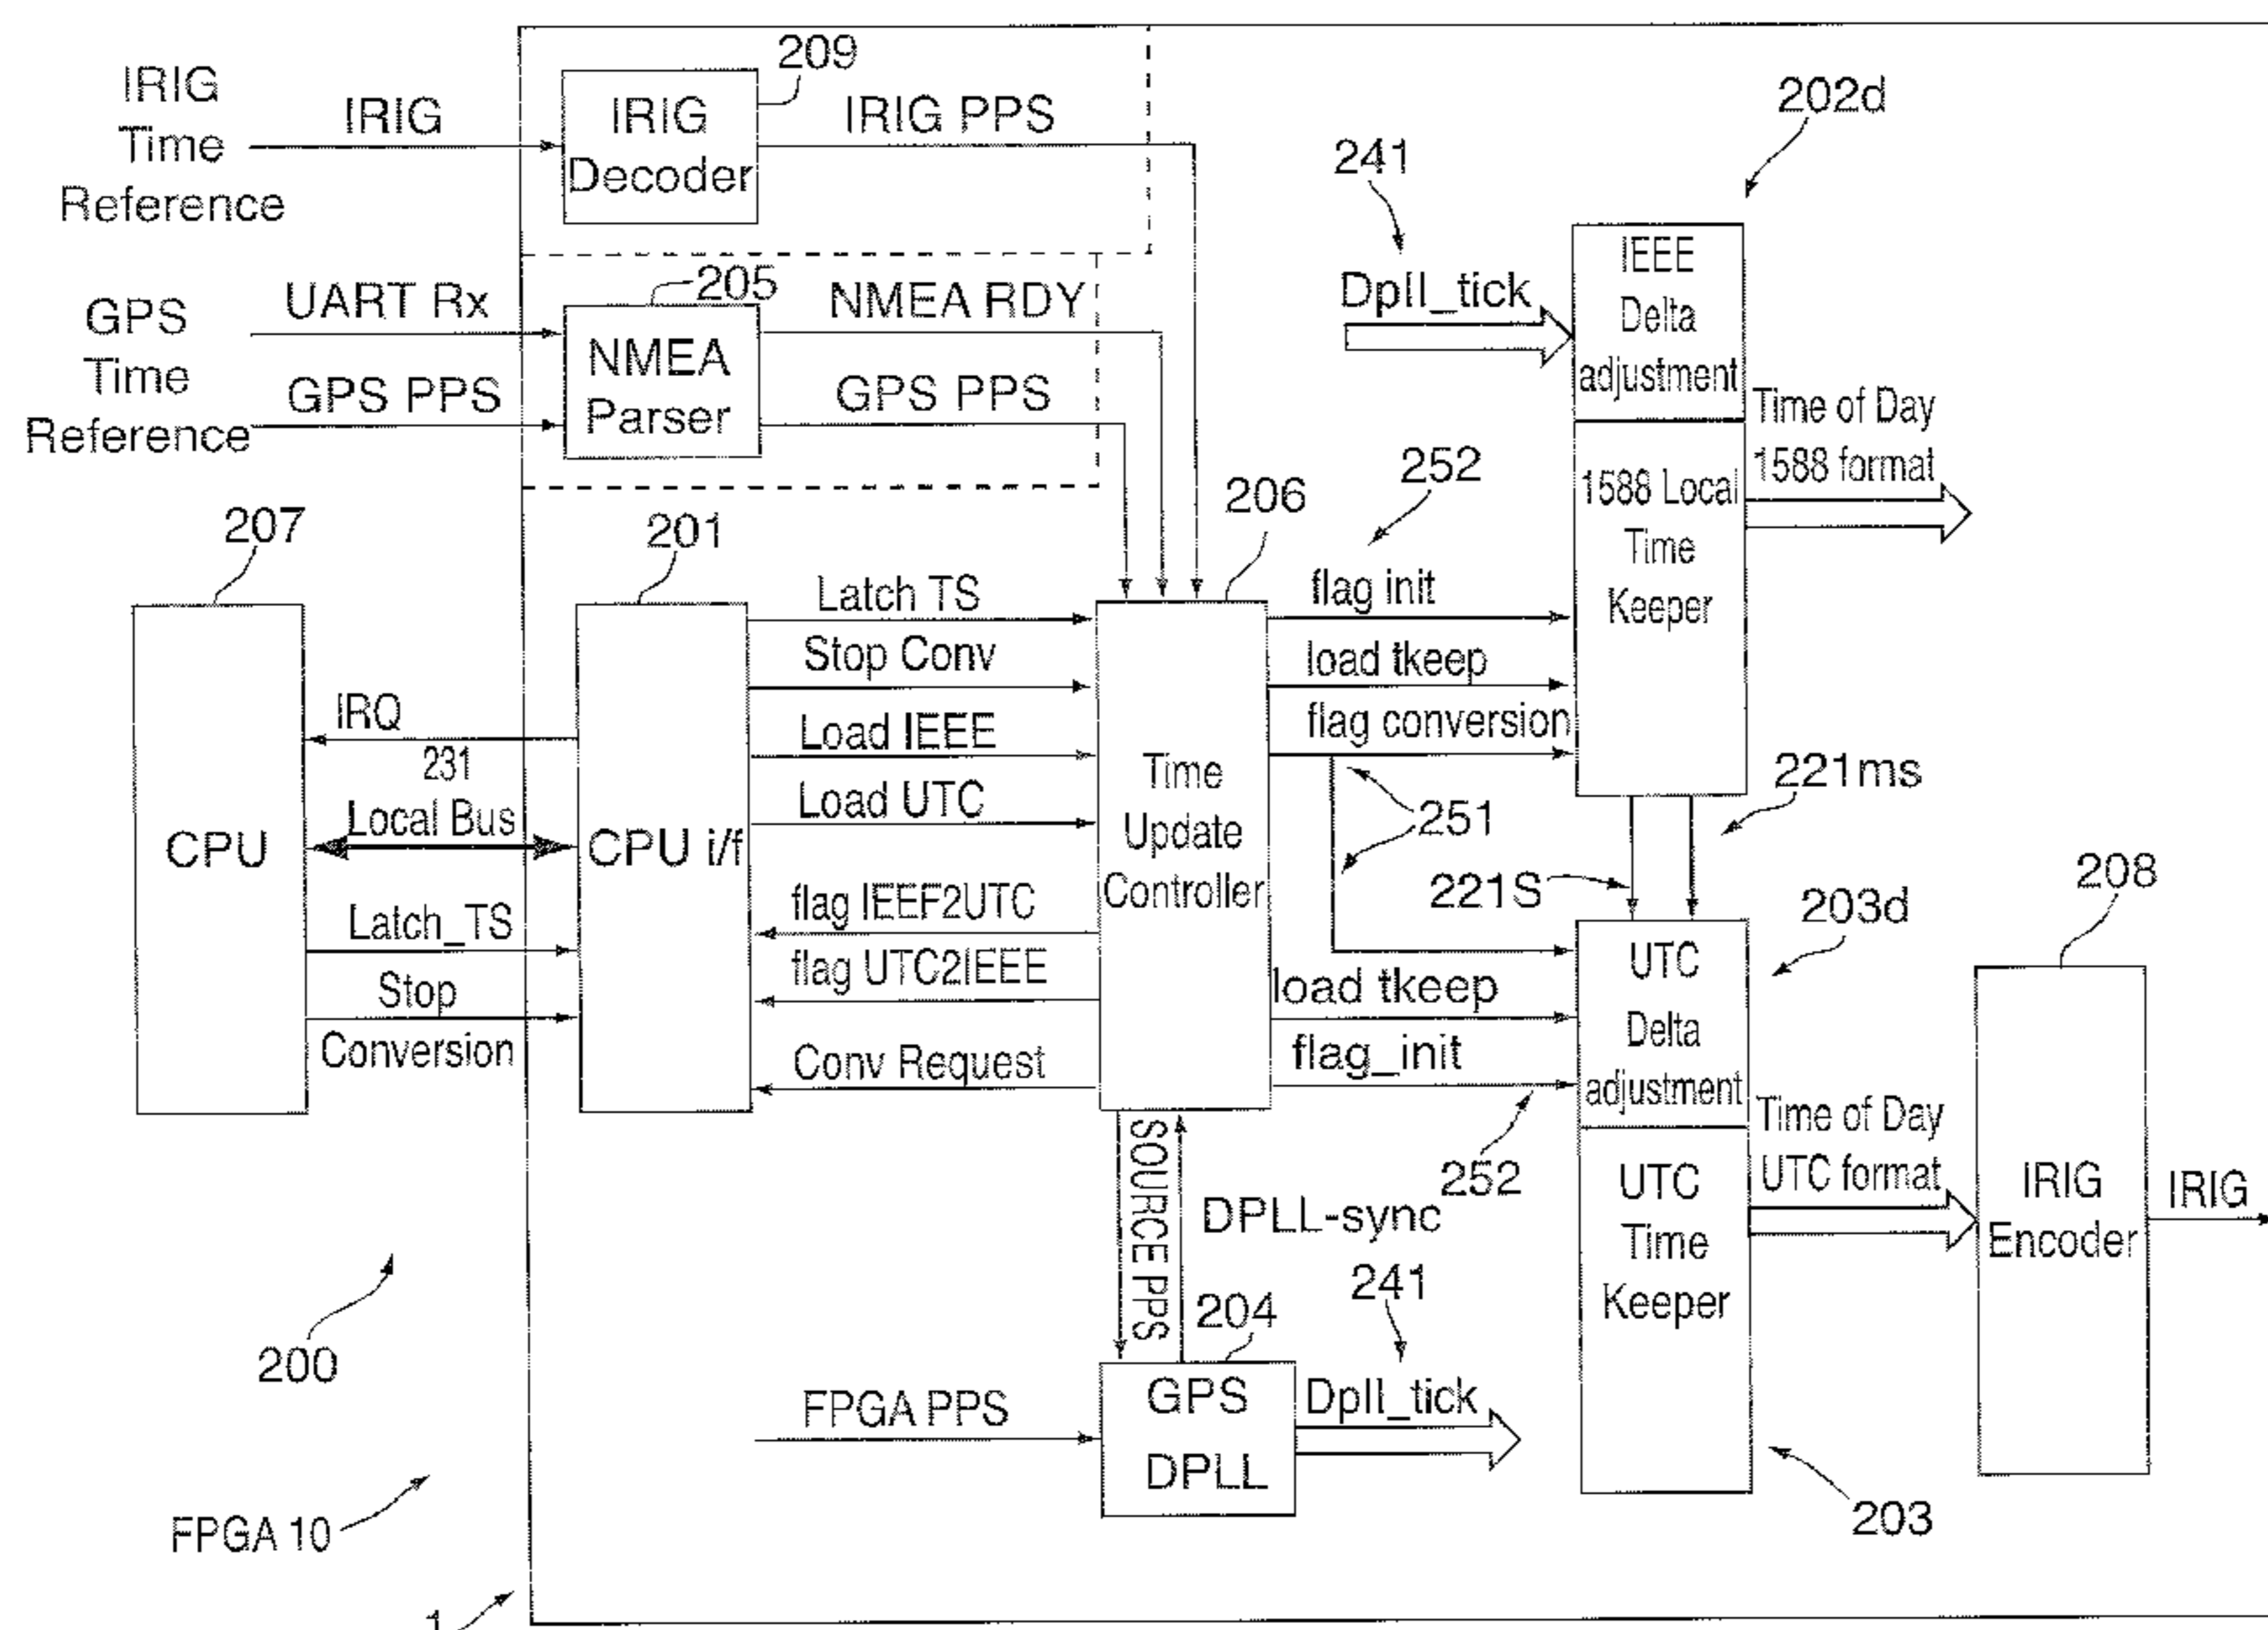 209
IRIG
Time
Reference
IRIG
IRIG
Decoder
IRIG PPS
202d
241
Dpll_tick
IEEE
Delta
adjustment
205
GPS
Time
Reference
UART Rx
GPS PPS
NMEA
Parser
NMEA RDY
GPS PPS
Time of Day
1588 format
1588 Local
Time
Keeper
252
206
207
201
Latch TS
Stop Conv
Load IEEE
Load UTC
flag init
load tkeep
flag conversion
IRQ
231
Local Bus
CPU
CPU i/f
Time
Update
Controller
251
221ms
221S
flag IEEF2UTC
flag UTC2IEEE
Conv Request
Latch_TS
Stop
Conversion
load tkeep
flag_init
252
UTC
Delta
adjustment
203d
208
Time of Day
UTC format
UTC
Time
Keeper
IRIG
Encoder
IRIG
SOURCE PPS
DPLL-sync
241
204
200
FPGA PPS
GPS
DPLL
Dpll_tick
203
FPGA 10
1